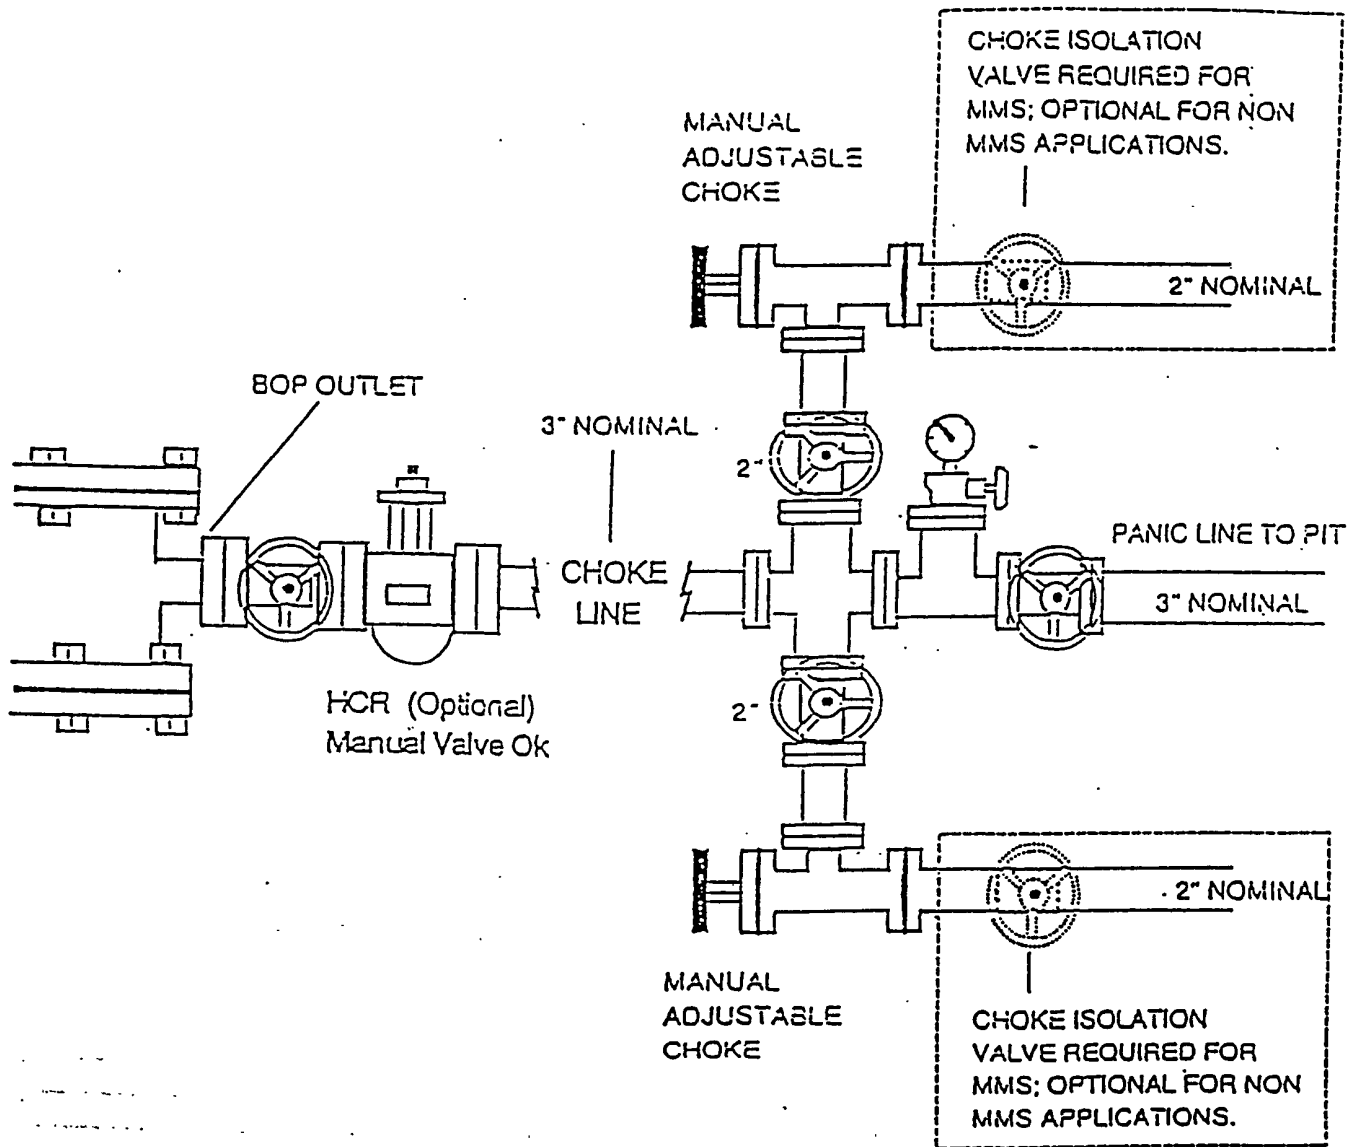 CHOKE ISOLATION
VALVE REQUIRED FOR
MMS; OPTIONAL FOR NON
MMS APPLICATIONS.
MANUAL
ADJUSTABLE
CHOKE
2" NOMINAL
BOP OUTLET
3" NOMINAL
2"
PANIC LINE TO PIT
CHOKE
LINE
3" NOMINAL
HCR (Optional)
Manual Valve Ok
2"
2" NOMINAL
MANUAL
ADJUSTABLE
CHOKE
CHOKE ISOLATION
VALVE REQUIRED FOR
MMS; OPTIONAL FOR NON
MMS APPLICATIONS.